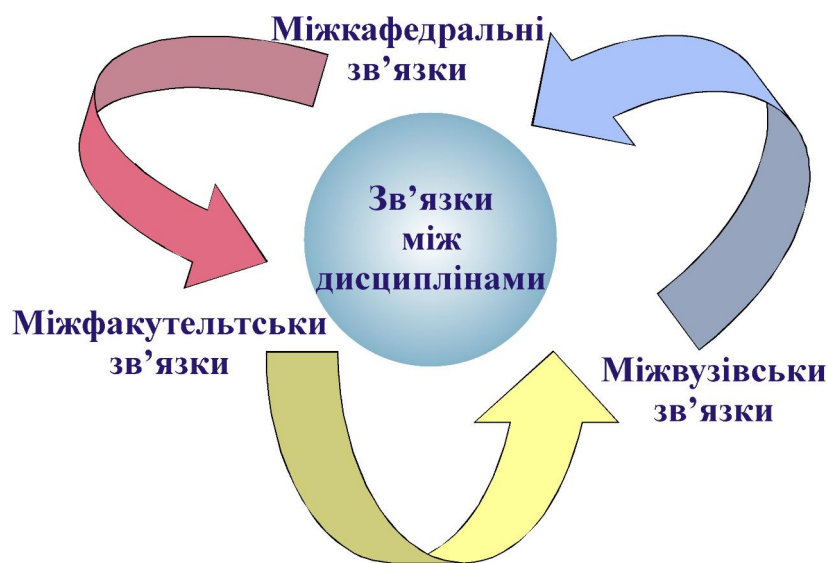 Міжкафедральні
зв’язки
Зв’язки
між
дисциплінами
Міжфакутельтськи
зв’язки
Міжвузівськи
зв’язки